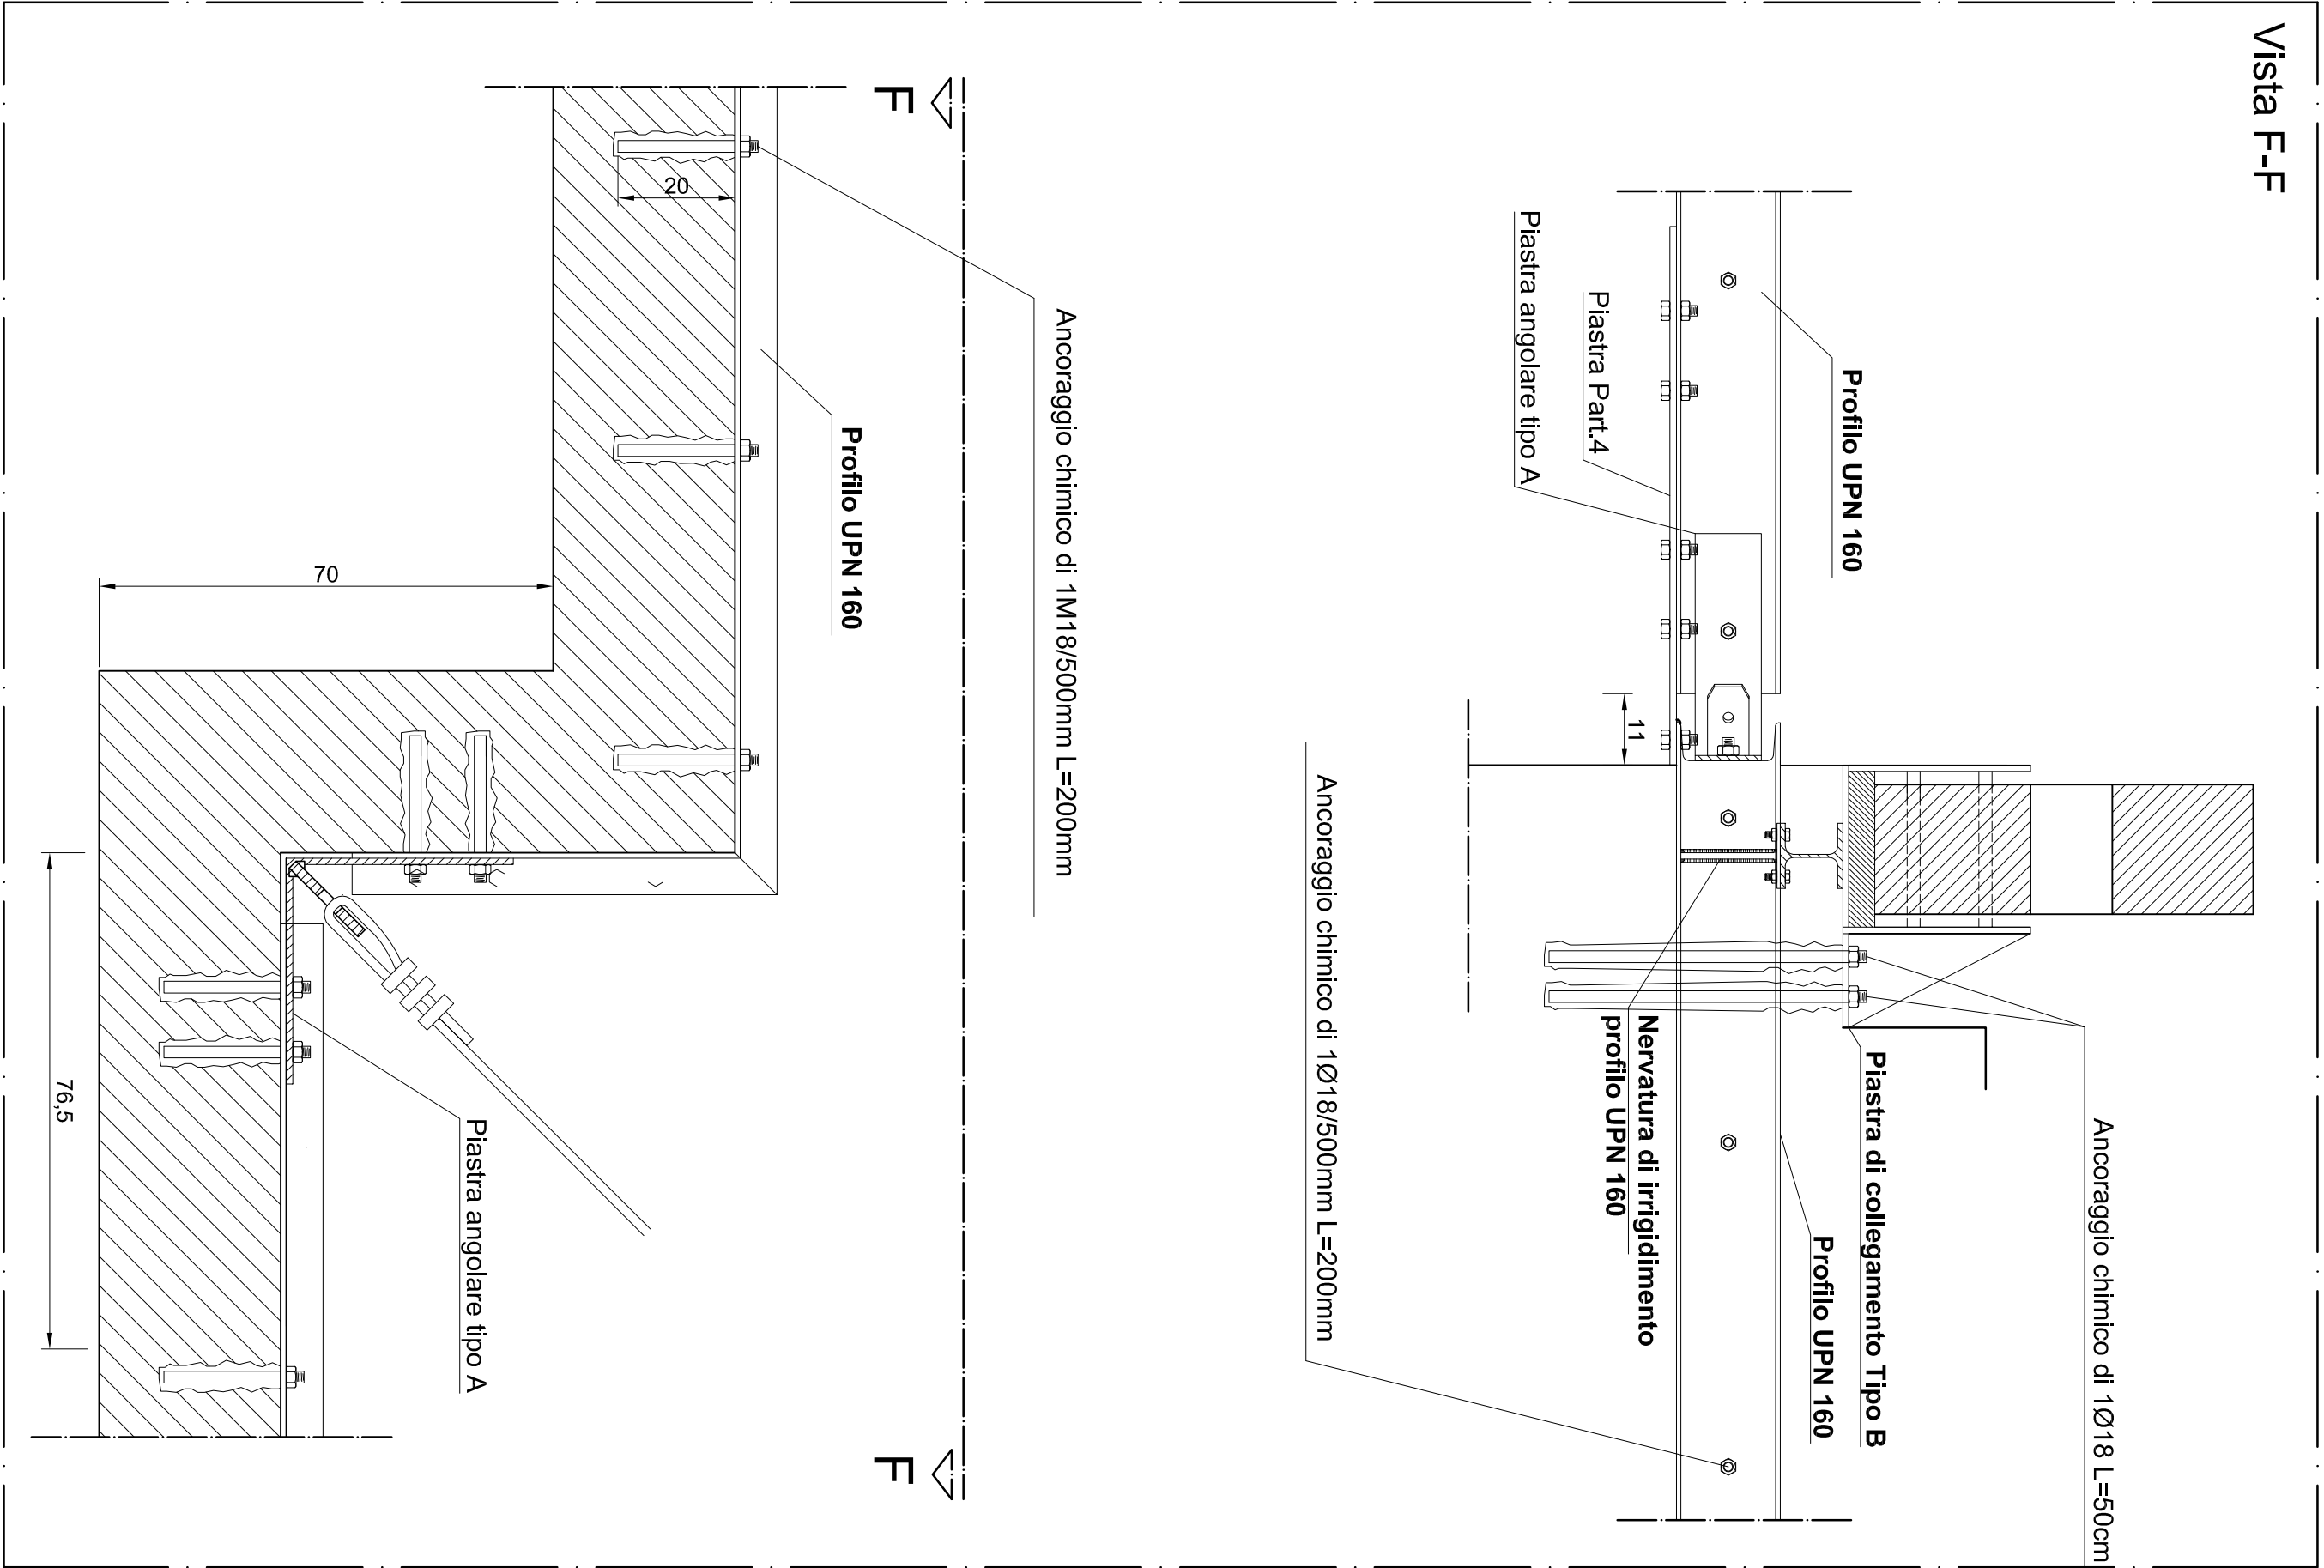 Vista F-F
Ancoraggio chimico di 1Ø18 L=50cm
Piastra di collegamento Tipo B
Profilo UPN 160
Profilo UPN 160
Nervatura di irrigidimento
profilo UPN 160
11
Piastra Part.4
Piastra angolare tipo A
Ancoraggio chimico di 1Ø18/500mm L=200mm
Ancoraggio chimico di 1M18/500mm L=200mm
F
F
Profilo UPN 160
20
70
Piastra angolare tipo A
76,5